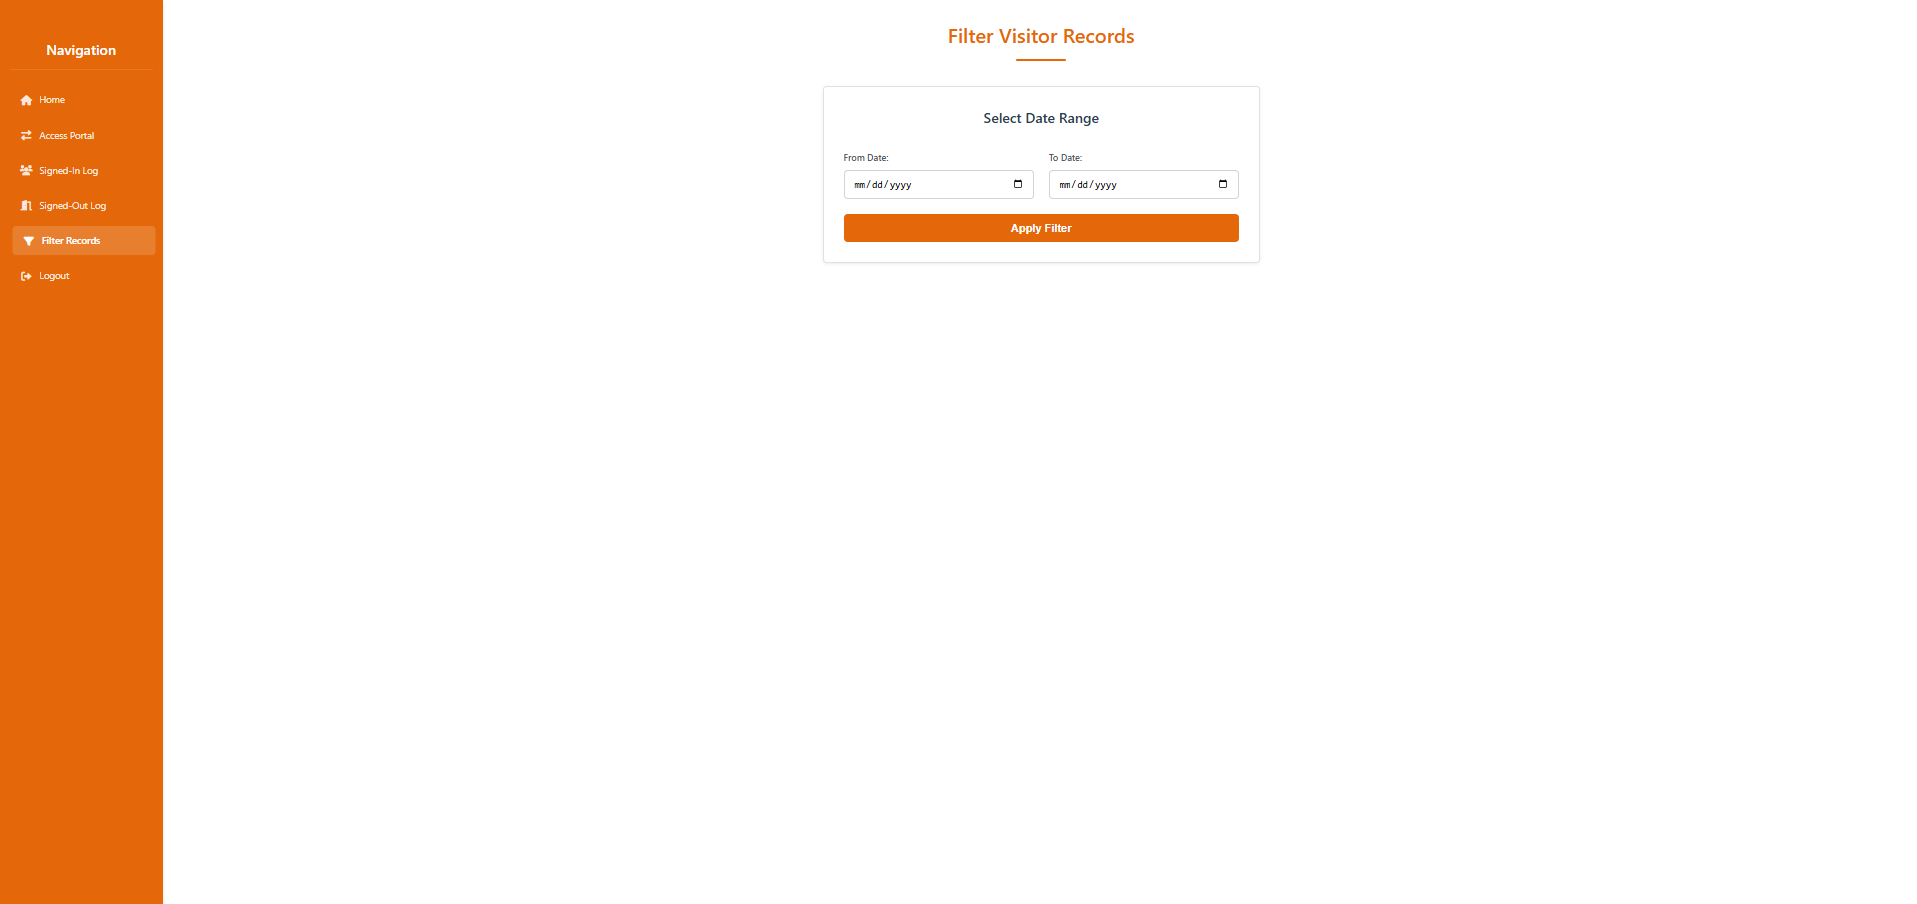 Navigation
Home
Access Portal
Signed-In Log
Signed-Out Log
Filter Records
Logout
Filter Visitor Records
Select Date Range
From Date:
To Date:
mm/dd/yyyy
mm/dd/yyyy
Apply Filter